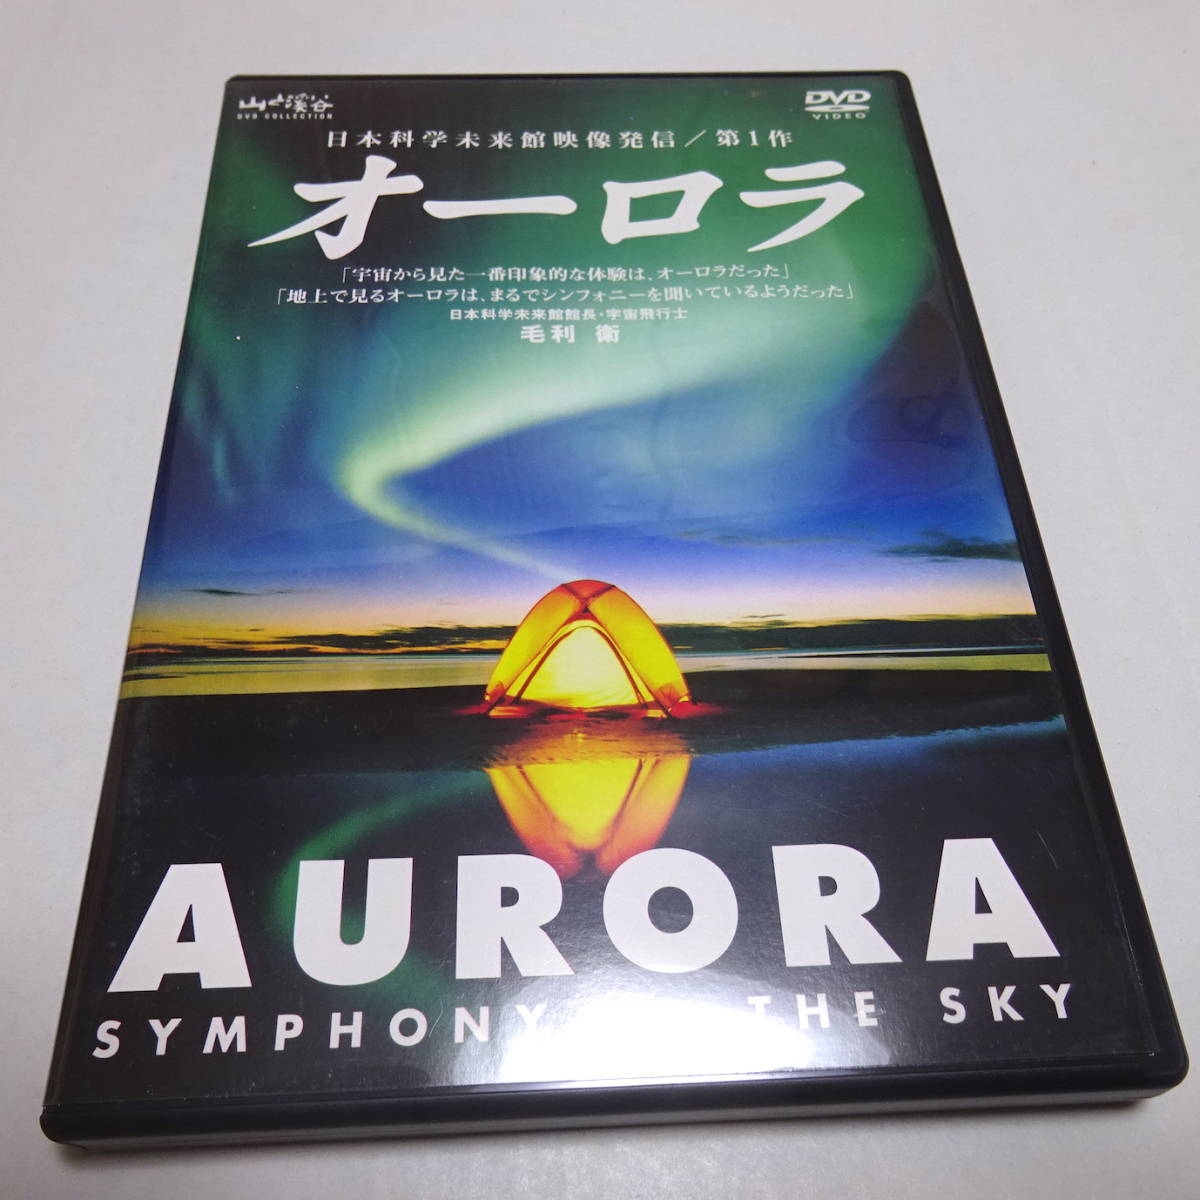 山と溪谷
DVD COLLECTION
DVD
VIDEO
日本科学未来館映像発信／第1作
オーロラ
「宇宙から見た一番印象的な体験は、オーロラだった」
「地上で見るオーロラは、まるでシンフォニーを聞いているようだった」
日本科学未来館館長・宇宙飛行士
毛利 衛
AURORA
SYMPHONY THE SKY